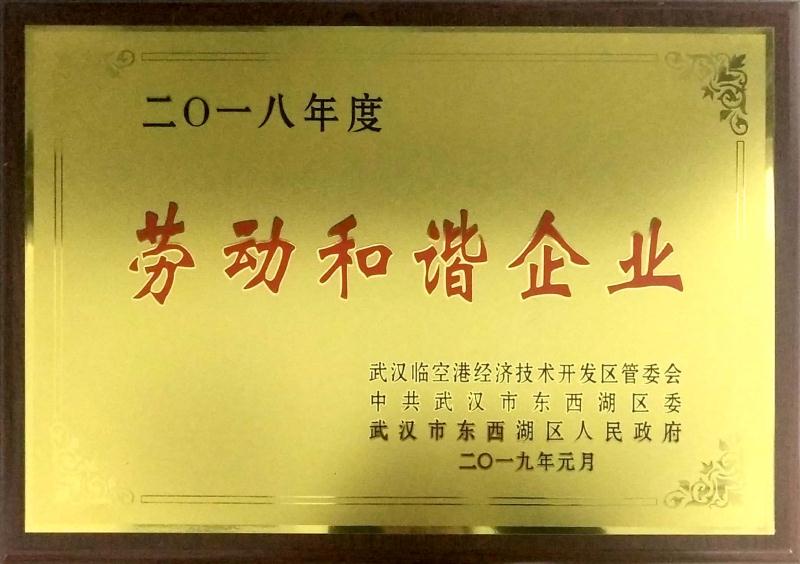 二〇一八年度
劳动和谐企业
武汉临空港经济技术开发区管委会
中共武汉市东西湖区委
武汉市东西湖区人民政府
二〇一九年元月